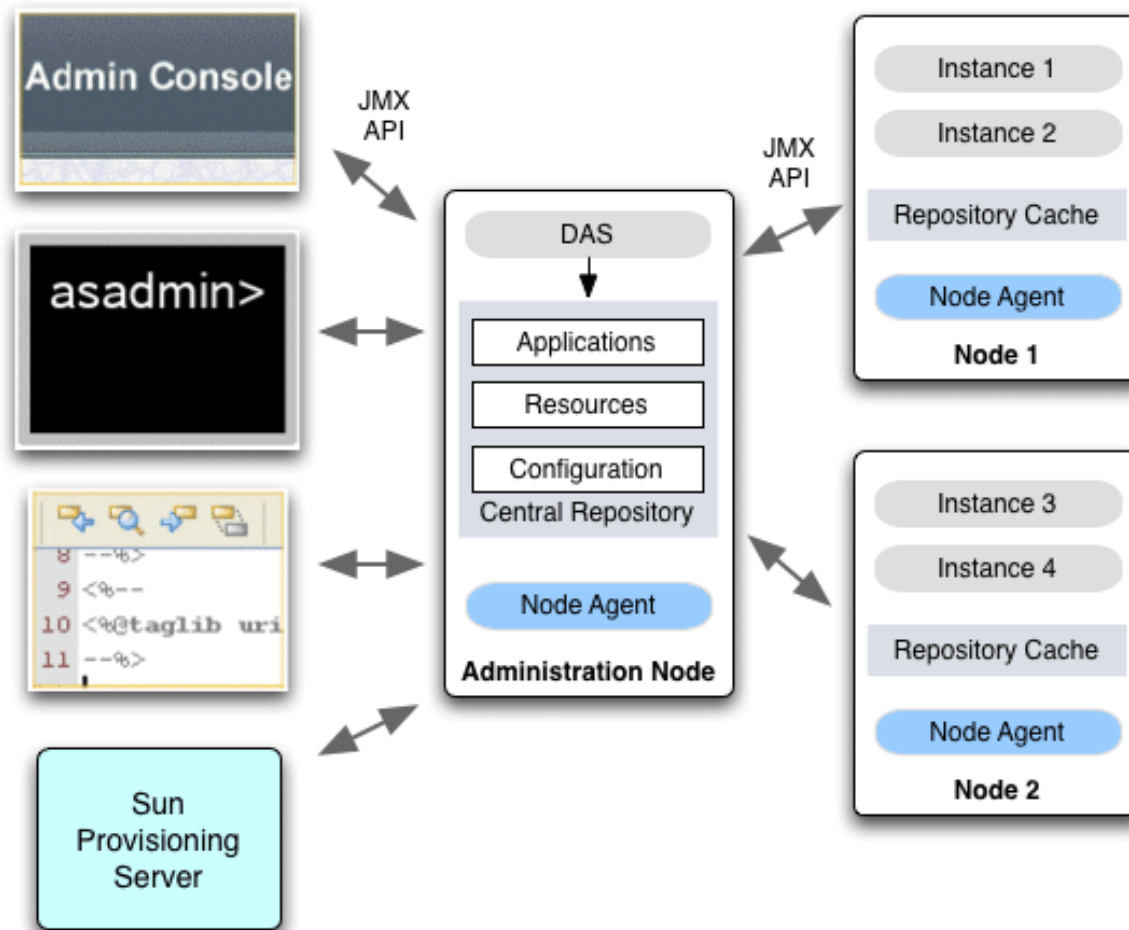 Admin Console
JMX
API
asadmin>
8 --%>
9 <%--
10 <%@taglib uri
11 --%>
Sun
Provisioning
Server
DAS
Applications
Resources
Configuration
Central Repository
Node Agent
Administration Node
JMX
API
Instance 1
Instance 2
Repository Cache
Node Agent
Node 1
Instance 3
Instance 4
Repository Cache
Node Agent
Node 2